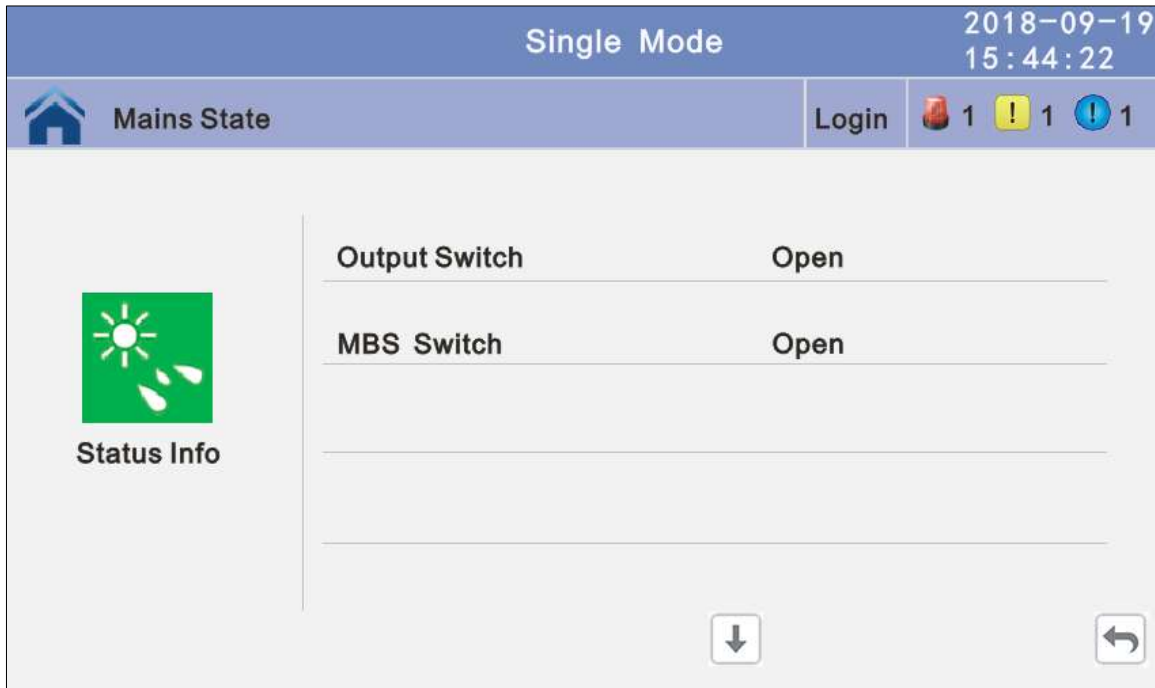 Single Mode
2018-09-19
15:44:22
Mains State
Login
1
! 1
! 1
Output Switch Open
MBS Switch Open
Status Info